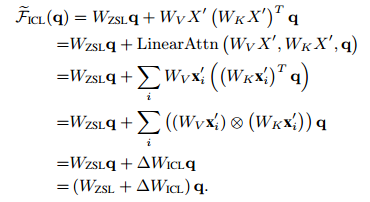 $\widetilde{\mathcal{F}}_{\text{ICL}}(\mathbf{q}) = W_{\text{ZSL}}\mathbf{q} + W_V X' \left(W_K X'\right)^T \mathbf{q}$
$= W_{\text{ZSL}}\mathbf{q} + \text{LinearAttn}\left(W_V X', W_K X', \mathbf{q}\right)$
$= W_{\text{ZSL}}\mathbf{q} + \sum_i W_V \mathbf{x}'_i \left(\left(W_K \mathbf{x}'_i\right)^T \mathbf{q}\right)$
$= W_{\text{ZSL}}\mathbf{q} + \sum_i \left(\left(W_V \mathbf{x}'_i\right) \otimes \left(W_K \mathbf{x}'_i\right)\right) \mathbf{q}$
$= W_{\text{ZSL}}\mathbf{q} + \Delta W_{\text{ICL}}\mathbf{q}$
$= \left(W_{\text{ZSL}} + \Delta W_{\text{ICL}}\right) \mathbf{q}.$